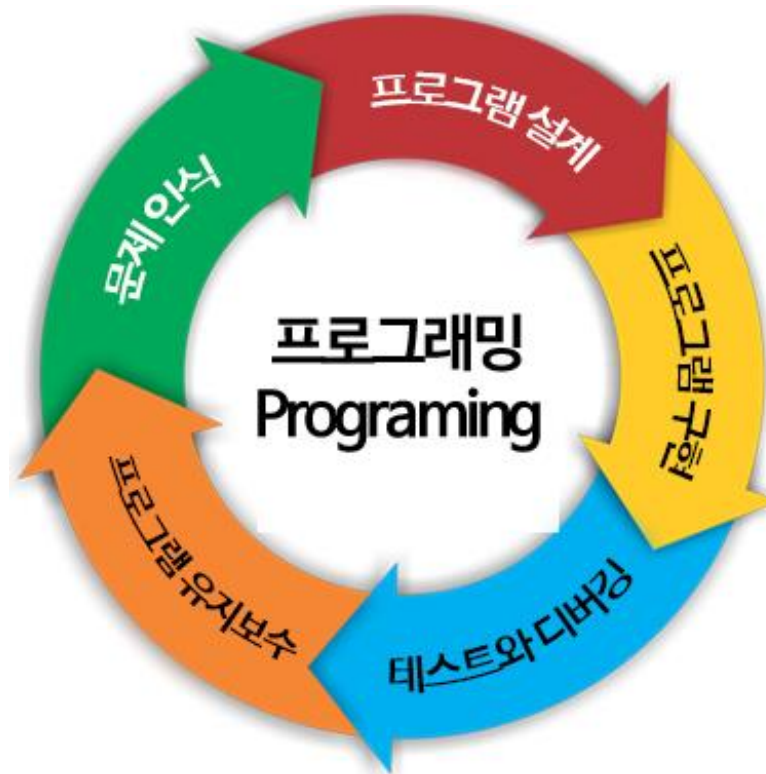 프로그램 설계
프로그램 구현
테스트와 디버깅
프로그램 유지보수
문제 인식
프로그래밍
Programing